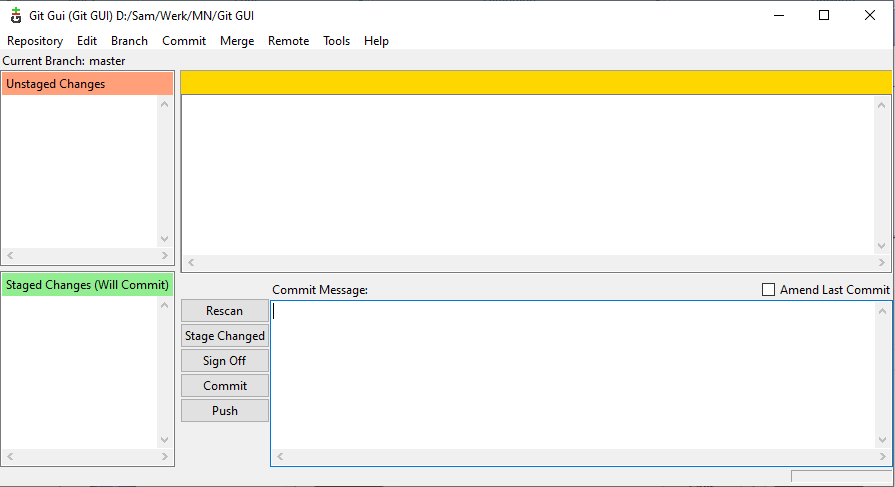 Git Gui (Git GUI) D:/Sam/Werk/MN/Git GUI
Repository Edit Branch Commit Merge Remote Tools Help
Current Branch: master
Unstaged Changes
Staged Changes (Will Commit)
Commit Message:
Amend Last Commit
Rescan
Stage Changed
Sign Off
Commit
Push